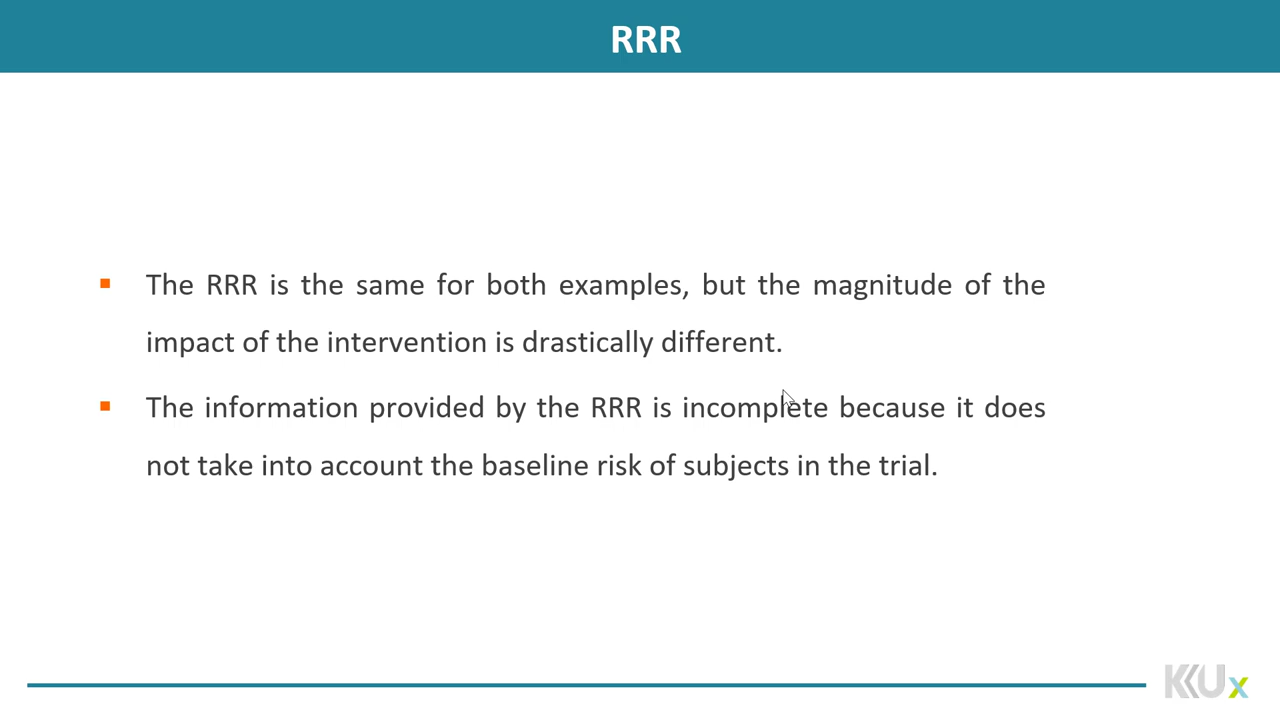 RRR
The RRR is the same for both examples, but the magnitude of the
impact of the intervention is drastically different.
The information provided by the RRR is incomplete because it does
not take into account the baseline risk of subjects in the trial.
KKUx